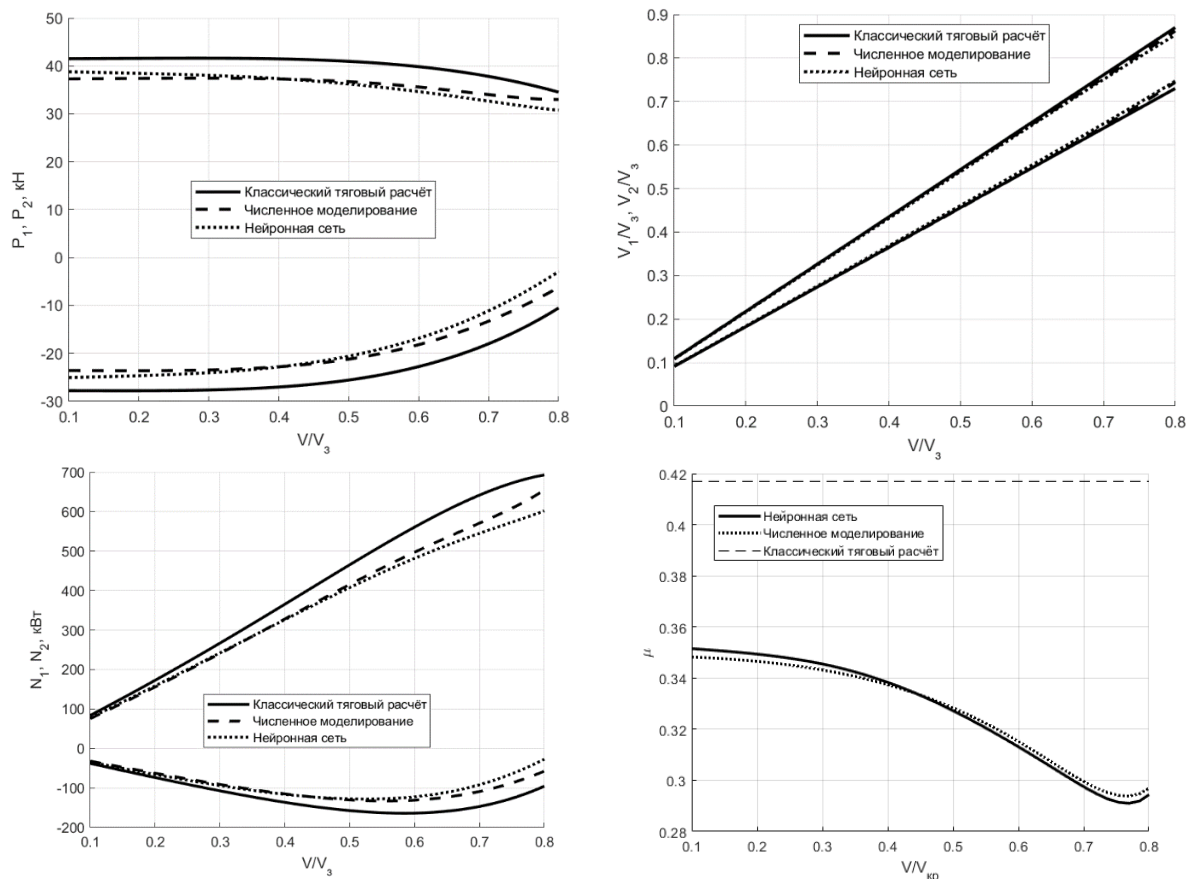 50
40
30
20
10
0
-10
-20
-30
P₁, P₂, кН
Классический тяговый расчёт
Численное моделирование
Нейронная сеть
0.1 0.2 0.3 0.4 0.5 0.6 0.7 0.8
V/Vз
0.9
0.8
0.7
0.6
0.5
0.4
0.3
0.2
0.1
0
V₁/Vз, V₂/Vз
Классический тяговый расчёт
Численное моделирование
Нейронная сеть
0.1 0.2 0.3 0.4 0.5 0.6 0.7 0.8
V/Vз
700
600
500
400
300
200
100
0
-100
-200
N₁, N₂, кВт
Классический тяговый расчёт
Численное моделирование
Нейронная сеть
0.1 0.2 0.3 0.4 0.5 0.6 0.7 0.8
V/Vз
0.42
0.4
0.38
0.36
0.34
0.32
0.3
0.28
μ
Нейронная сеть
Численное моделирование
Классический тяговый расчёт
0.1 0.2 0.3 0.4 0.5 0.6 0.7 0.8
V/Vкр